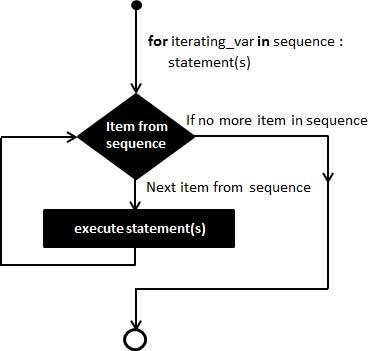 for iterating_var in sequence :
statement(s)
Item from
sequence
If no more item in sequence
Next item from sequence
execute statement(s)